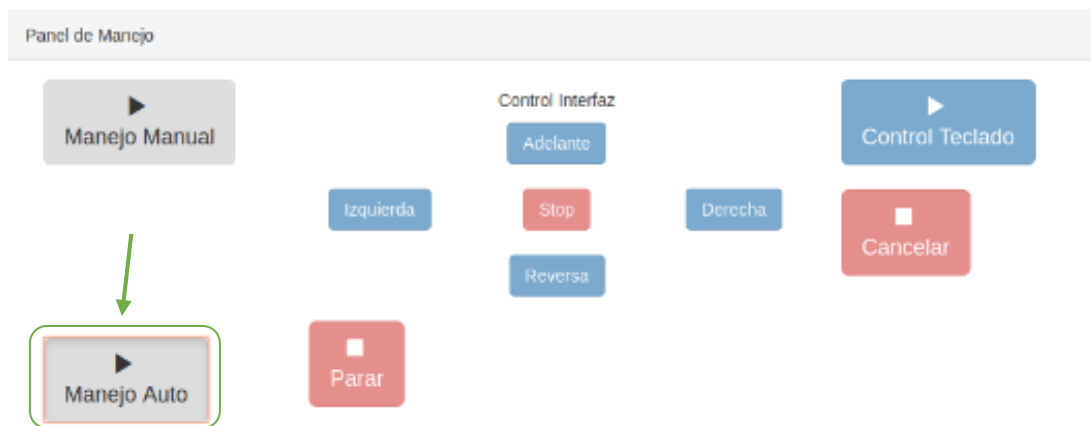 Panel de Manejo
Manejo Manual
Control Interfaz
Adelante
Izquierda
Stop
Derecha
Reversa
Control Teclado
Cancelar
Manejo Auto
Parar